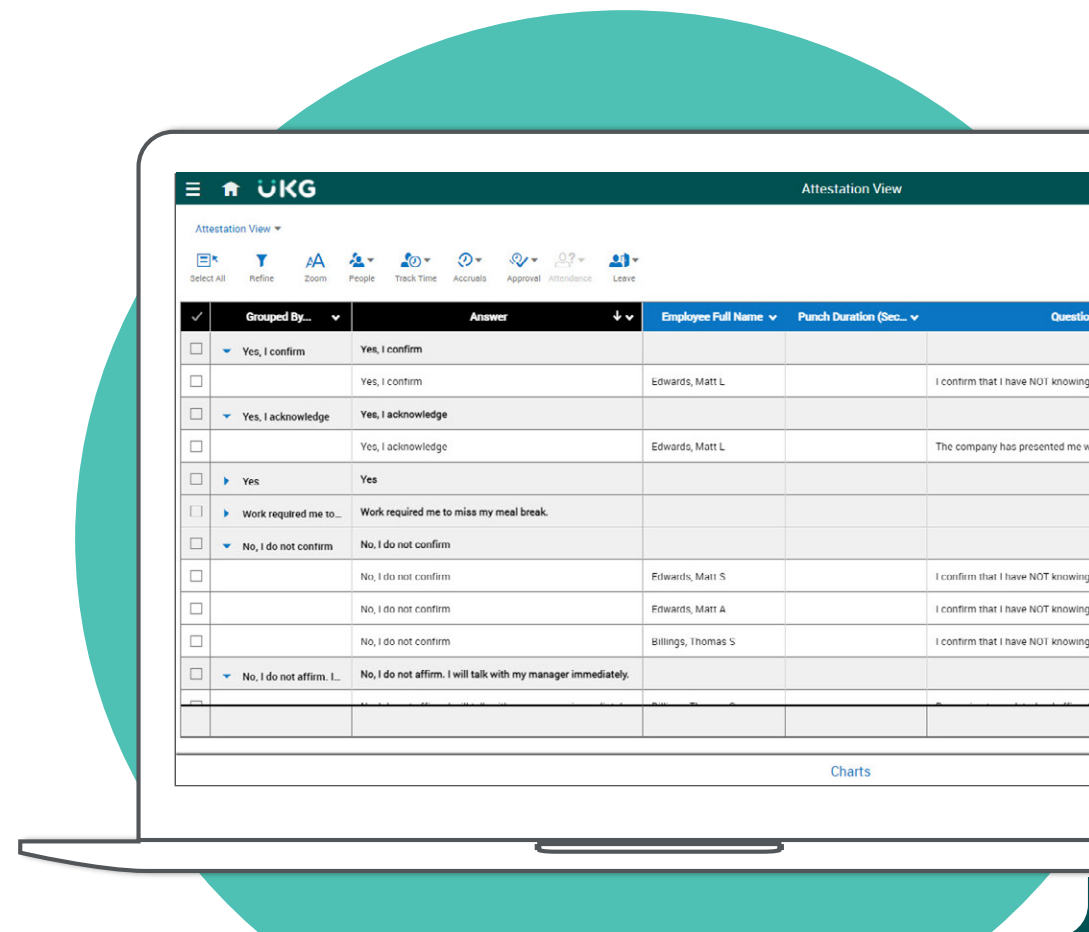 UKG Attestation View
Attestation View
Select All Refine Zoom People Track Time Accruals Approval Attendance Leave
Grouped By... Answer Employee Full Name Punch Duration (Sec... Questio
Yes, I confirm Yes, I confirm
Yes, I confirm Edwards, Matt L I confirm that I have NOT knowing
Yes, I acknowledge Yes, I acknowledge
Yes, I acknowledge Edwards, Matt L The company has presented me w
Yes Yes
Work required me to... Work required me to miss my meal break.
No, I do not confirm No, I do not confirm
No, I do not confirm Edwards, Matt S I confirm that I have NOT knowing
No, I do not confirm Edwards, Matt A I confirm that I have NOT knowing
No, I do not confirm Billings, Thomas S I confirm that I have NOT knowing
No, I do not affirm. I... No, I do not affirm. I will talk with my manager immediately.
Charts